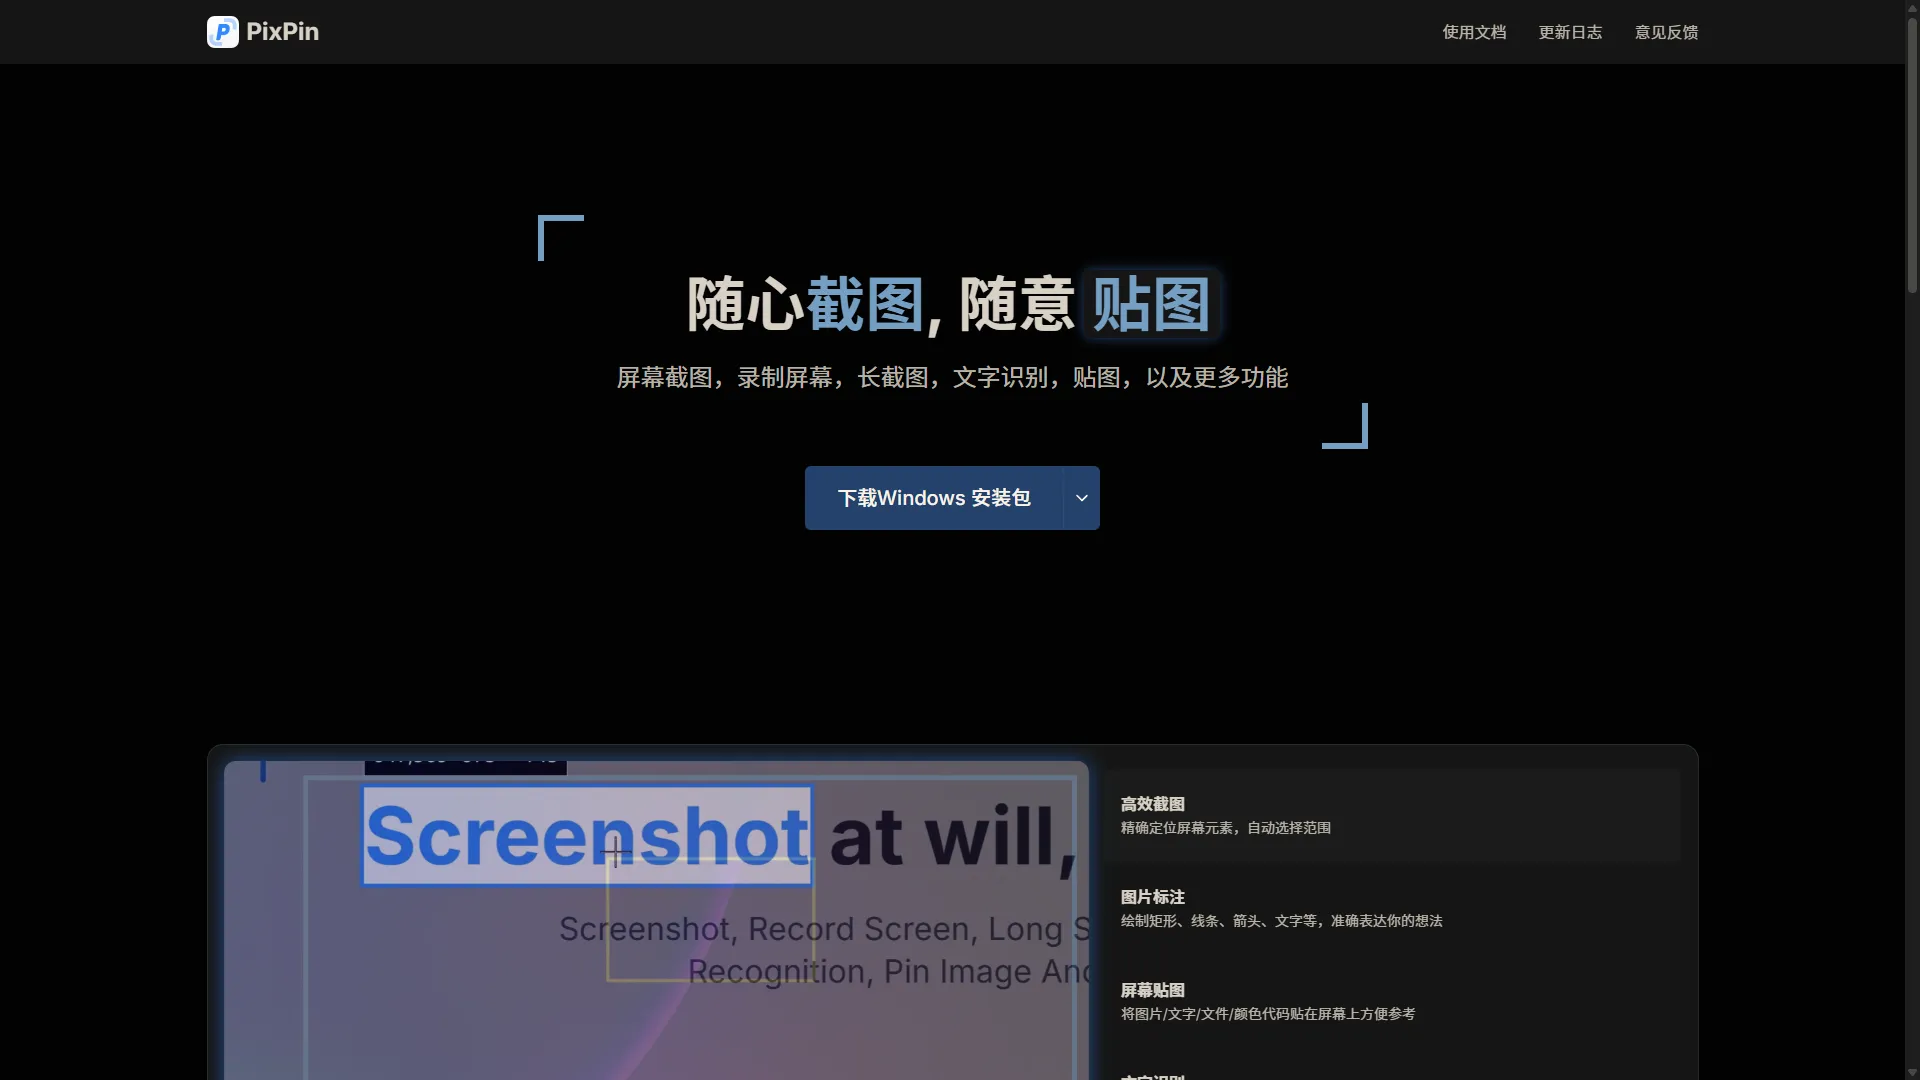 PixPin
使用文档
更新日志
意见反馈
随心截图, 随意 贴图
屏幕截图，录制屏幕，长截图，文字识别，贴图，以及更多功能
下载Windows 安装包
Screenshot at will,
Screenshot, Record Screen, Long S
Recognition, Pin Image And
高效截图
精确定位屏幕元素，自动选择范围
图片标注
绘制矩形、线条、箭头、文字等，准确表达你的想法
屏幕贴图
将图片/文字/文件/颜色代码贴在屏幕上方便参考